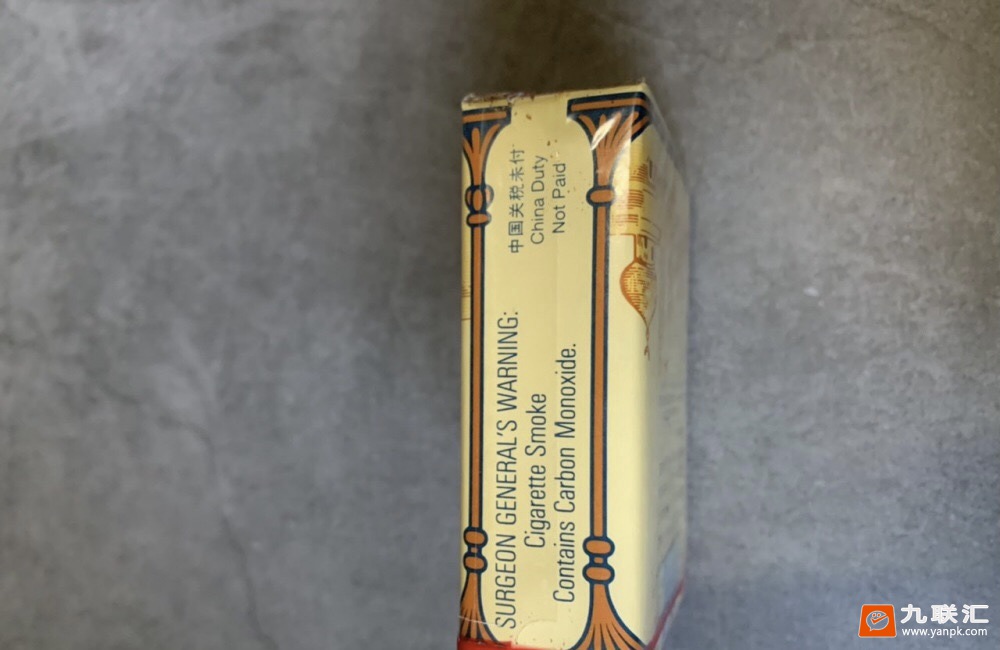 中国关税未付
China Duty
Not Paid
SURGEON GENERAL'S WARNING:
Cigarette Smoke
Contains Carbon Monoxide.
九联汇
www.yanpk.com